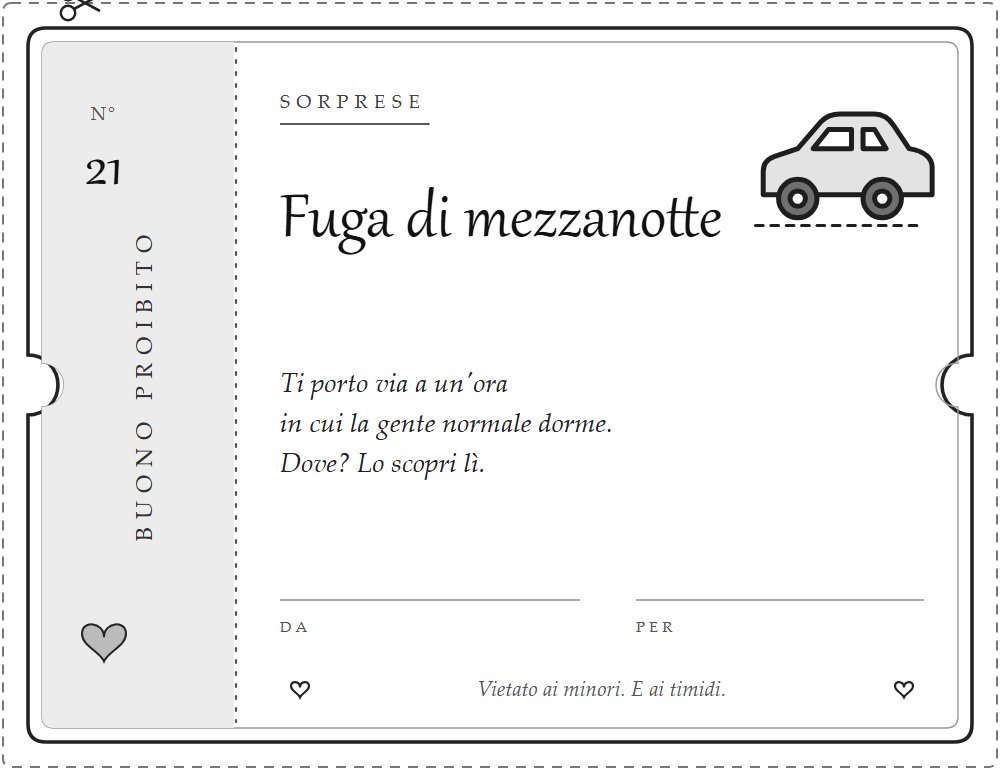 N°
21
BUONO PROIBITO
SORPRESE
Fuga di mezzanotte
Ti porto via a un'ora
in cui la gente normale dorme.
Dove? Lo scopri lì.
DA
PER
Vietato ai minori. E ai timidi.